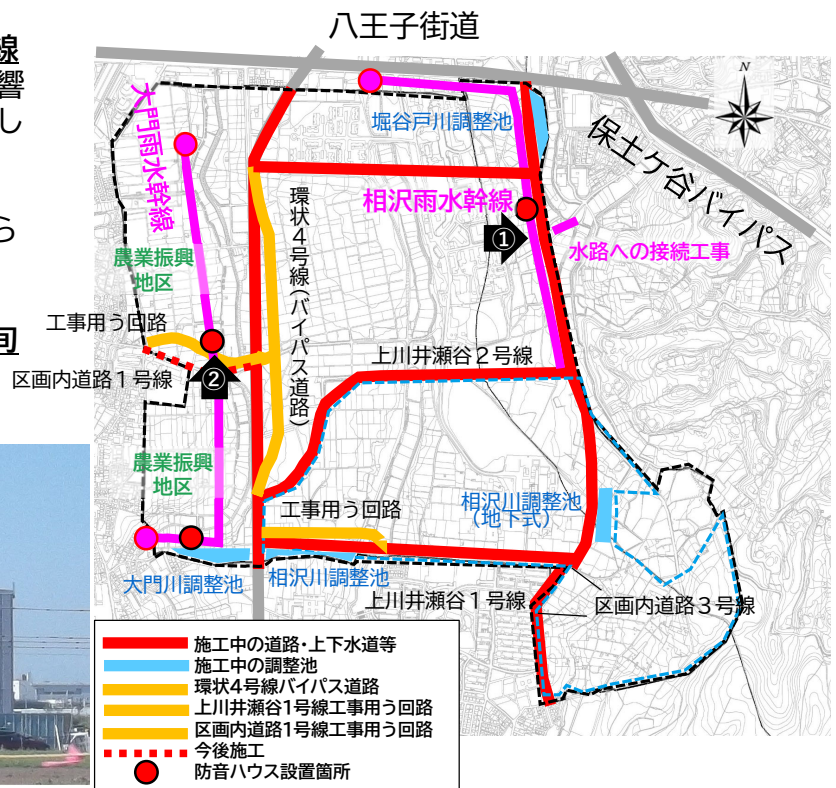 八王子街道
線
響
し
ら
旬
N
大門雨水幹線
堀谷戸川調整池
保土ケ谷バイパス
相沢雨水幹線
①
水路への接続工事
環状4号線(バイパス道路)
農業振興
地区
工事用う回路
区画内道路1号線
②
上川井瀬谷2号線
農業振興
地区
相沢川調整池
(地下式)
工事用う回路
大門川調整池
相沢川調整池
上川井瀬谷1号線
区画内道路3号線
施工中の道路・上下水道等
施工中の調整池
環状4号線バイパス道路
上川井瀬谷1号線工事用う回路
区画内道路1号線工事用う回路
今後施工
防音ハウス設置箇所